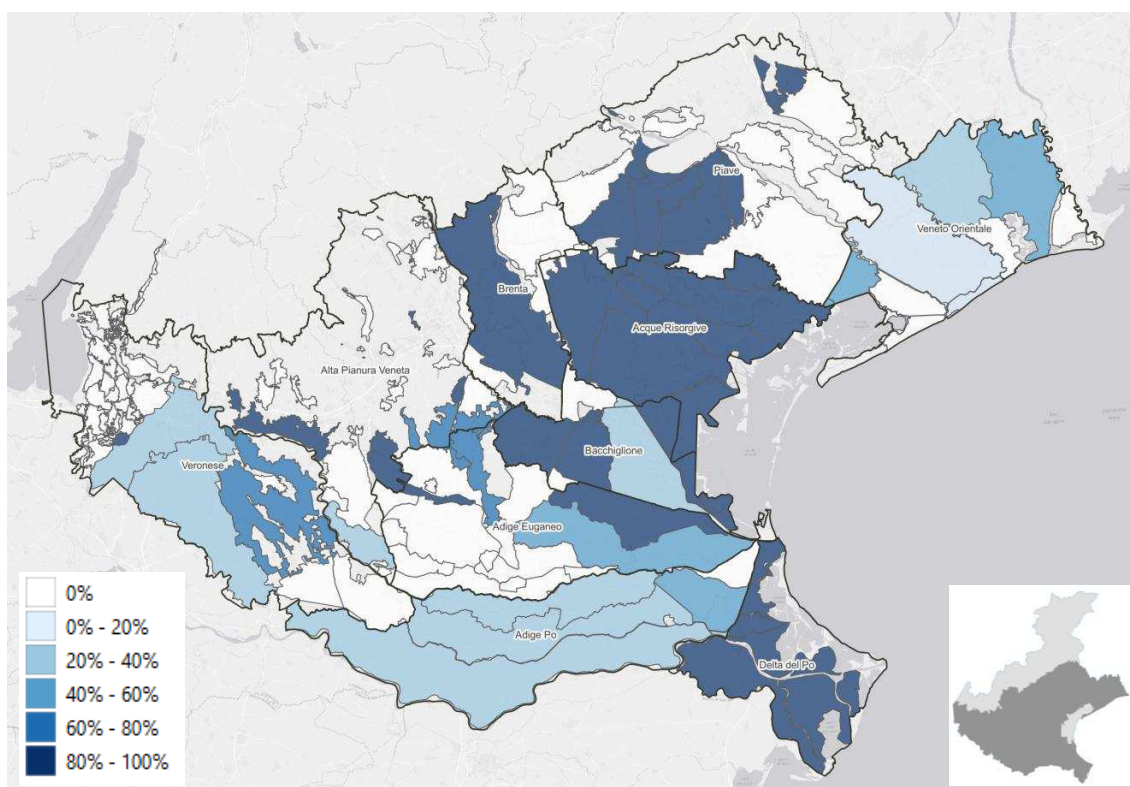 Piave
Veneto Orientale
Brenta
Acque Risorgive
Alta Pianura Veneta
Bacchiglione
Veronese
Adige Euganeo
Adige Po
Delta del Po
0%
0% - 20%
20% - 40%
40% - 60%
60% - 80%
80% - 100%